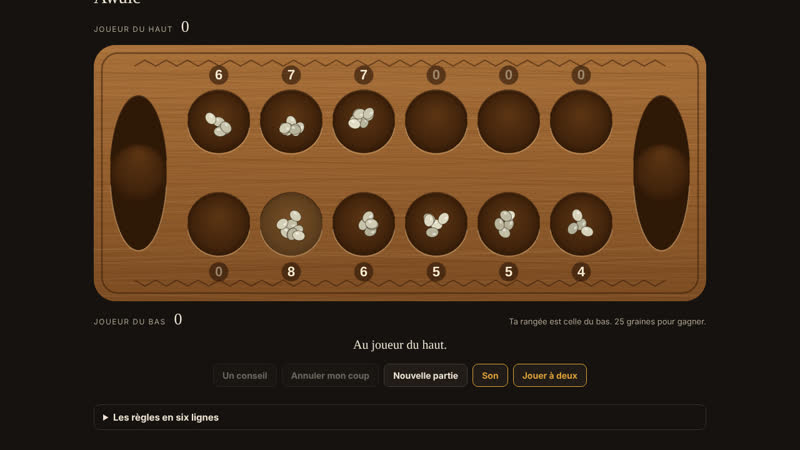 Awalé
JOUEUR DU HAUT 0
6 7 7 0 0 0
0 8 6 5 5 4
JOUEUR DU BAS 0 Ta rangée est celle du bas. 25 graines pour gagner.
Au joueur du haut.
Un conseil Annuler mon coup Nouvelle partie Son Jouer à deux
▶ Les règles en six lignes